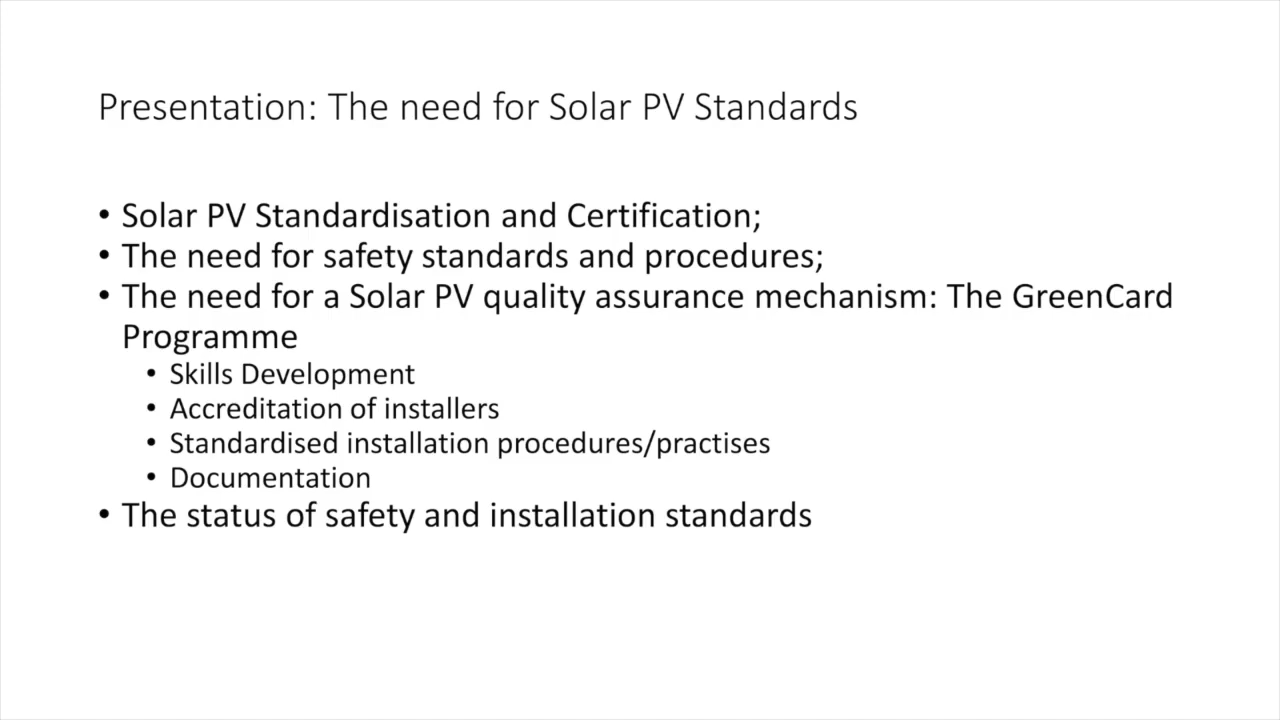 Presentation: The need for Solar PV Standards
• Solar PV Standardisation and Certification;
• The need for safety standards and procedures;
• The need for a Solar PV quality assurance mechanism: The GreenCard
Programme
• Skills Development
• Accreditation of installers
• Standardised installation procedures/practises
• Documentation
• The status of safety and installation standards